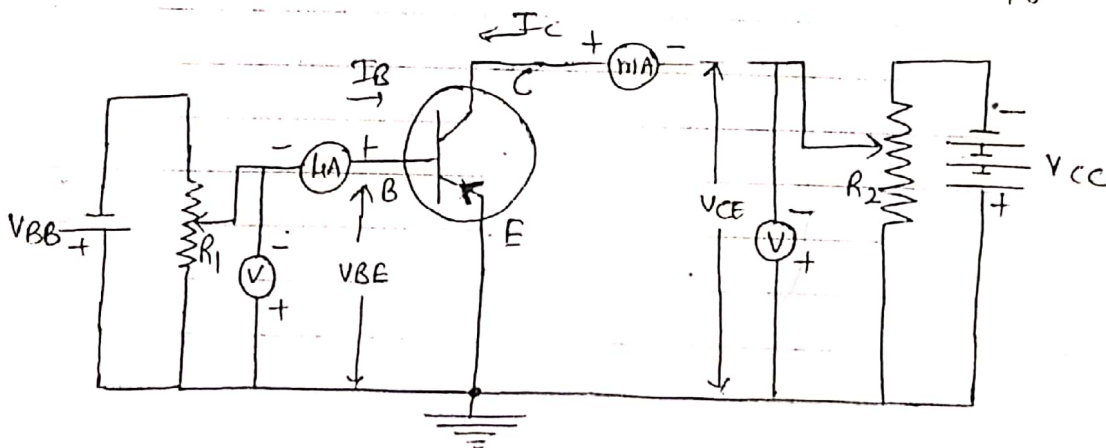 IC
+ mA -
IB
C
- μA +
B
E
VBB
+
R1
- V +
VBE
VCE
- V +
R2
-
VCC
+